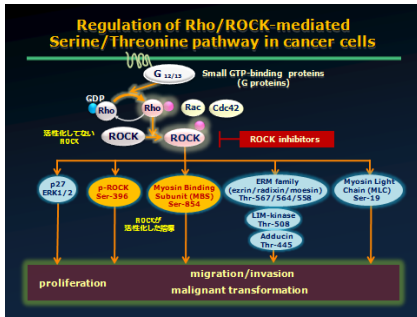 Regulation of Rho/ROCK-mediated
Serine/Threonine pathway in cancer cells
G 12/13
Small GTP-binding proteins
(G proteins)
GDP
Rho
Rho
Rac
Cdc42
活性化してない
ROCK
ROCK
ROCK
ROCK inhibitors
p27
ERK1/2
p-ROCK
Ser-396
Myosin Binding
Subunit (MBS)
Ser-854
ERM family
(ezrin/radixin/moesin)
Thr-567/564/558
Myosin Light
Chain (MLC)
Ser-19
LIM-kinase
Thr-508
Adducin
Thr-445
ROCKが
活性化した指標
proliferation
migration/invasion
malignant transformation